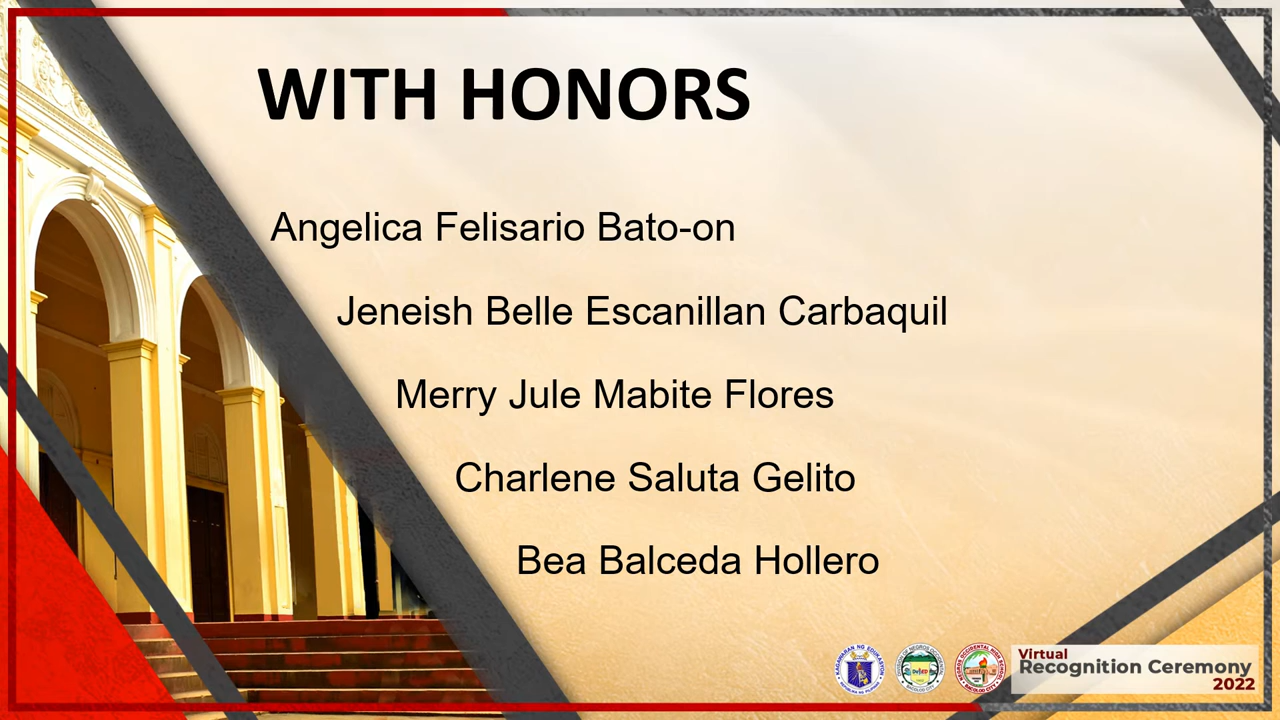 WITH HONORS
Angelica Felisario Bato-on
Jeneish Belle Escanillan Carbaquil
Merry Jule Mabite Flores
Charlene Saluta Gelito
Bea Balceda Hollero
Virtual
Recognition Ceremony
2022